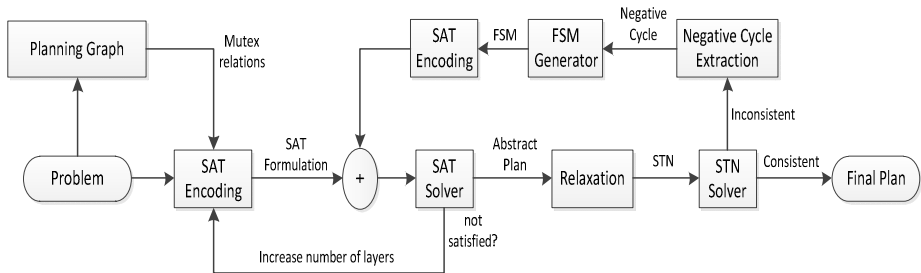 Planning Graph
Mutex
relations
SAT
Encoding
FSM
FSM
Generator
Negative
Cycle
Negative Cycle
Extraction
Inconsistent
Problem
SAT
Encoding
SAT
Formulation
+
SAT
Solver
Abstract
Plan
Relaxation
STN
STN
Solver
Consistent
Final Plan
not
satisfied?
Increase number of layers